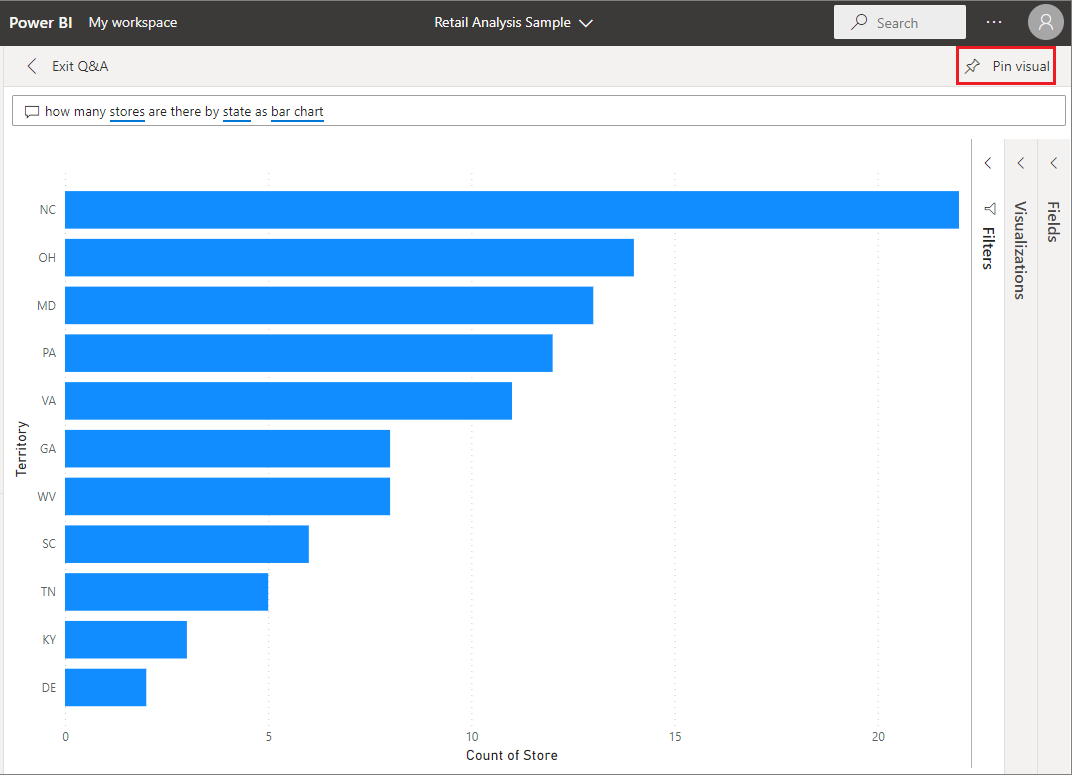 Power BI My workspace Retail Analysis Sample Search ...
Exit Q&A Pin visual
how many stores are there by state as bar chart
NC
OH
MD
PA
VA
GA
WV
SC
TN
KY
DE
Territory
0 5 10 15 20
Count of Store
Filters
Visualizations
Fields